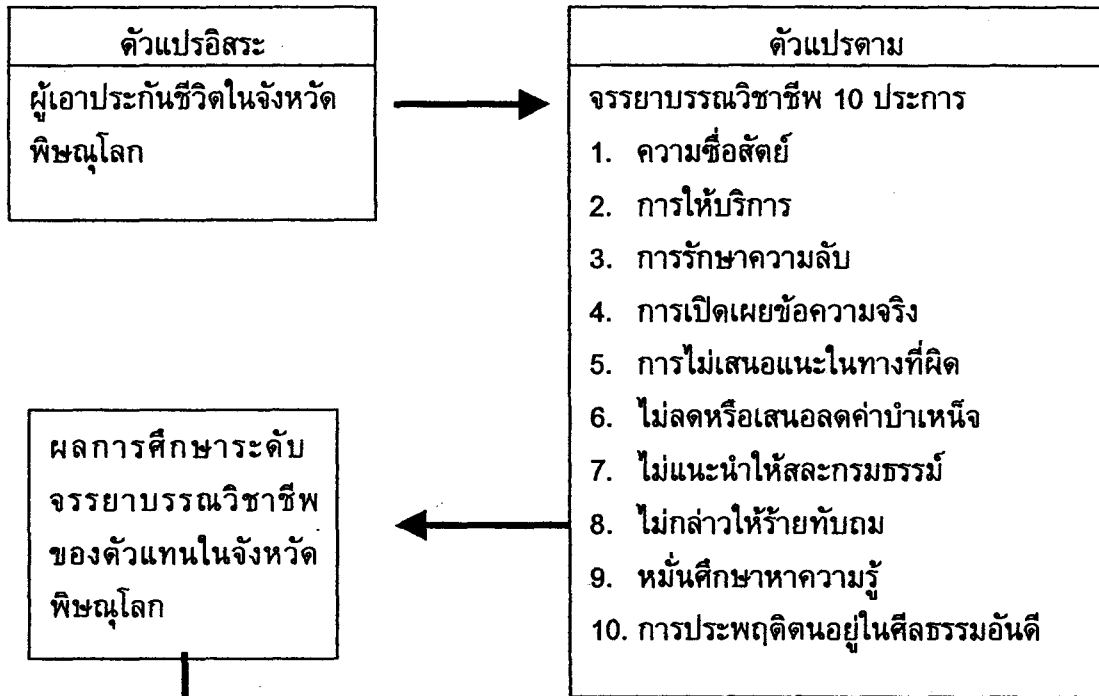 ตัวแปรอิสระ
ผู้เอาประกันชีวิตในจังหวัด
พิษณุโลก
ตัวแปรตาม
จรรยาบรรณวิชาชีพ 10 ประการ
1. ความซื่อสัตย์
2. การให้บริการ
3. การรักษาความลับ
4. การเปิดเผยข้อความจริง
5. การไม่เสนอแนะในทางที่ผิด
6. ไม่ลดหรือเสนอลดค่าบำเหน็จ
7. ไม่แนะนำให้สละกรมธรรม์
8. ไม่กล่าวให้ร้ายทับถม
9. หมั่นศึกษาหาความรู้
10. การประพฤติตนอยู่ในศีลธรรมอันดี
ผลการศึกษาระดับ
จรรยาบรรณวิชาชีพ
ของตัวแทนในจังหวัด
พิษณุโลก